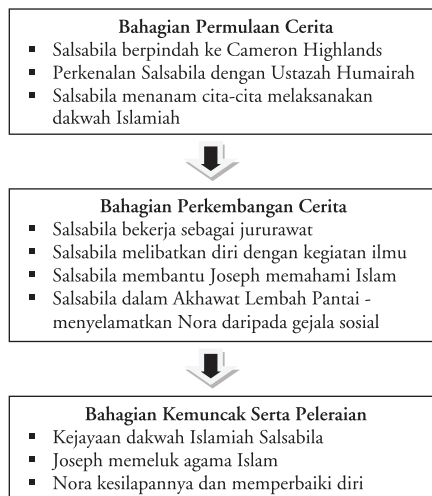 Bahagian Permulaan Cerita
▪ Salsabila berpindah ke Cameron Highlands
▪ Perkenalan Salsabila dengan Ustazah Humairah
▪ Salsabila menanam cita-cita melaksanakan
dakwah Islamiah
Bahagian Perkembangan Cerita
▪ Salsabila bekerja sebagai jururawat
▪ Salsabila melibatkan diri dengan kegiatan ilmu
▪ Salsabila membantu Joseph memahami Islam
▪ Salsabila dalam Akhawat Lembah Pantai -
menyelamatkan Nora daripada gejala sosial
Bahagian Kemuncak Serta Peleraian
▪ Kejayaan dakwah Islamiah Salsabila
▪ Joseph memeluk agama Islam
▪ Nora kesilapannya dan memperbaiki diri